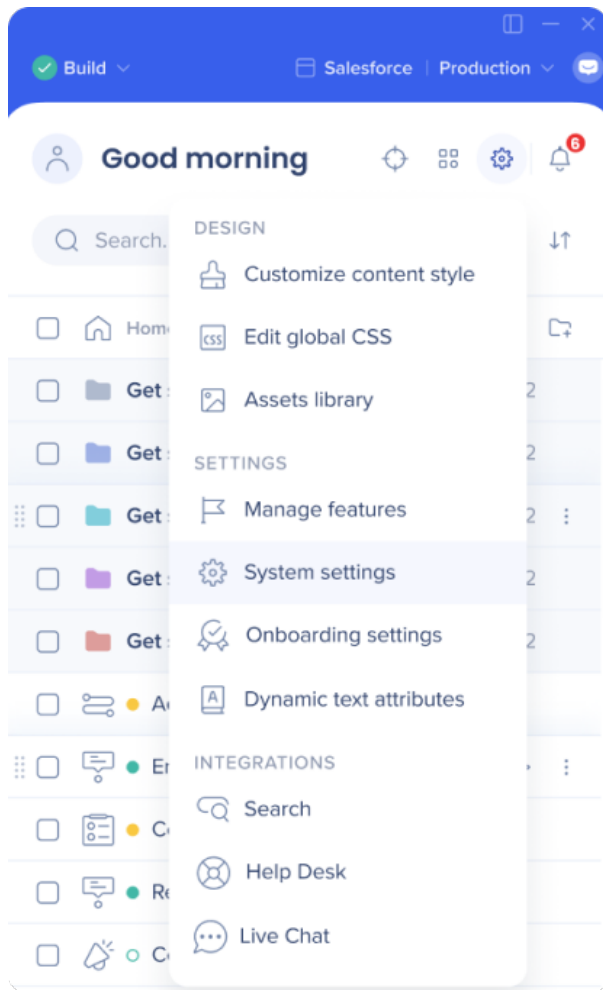 Build
Salesforce | Production
Good morning
6
Search.
DESIGN
Customize content style
CSS
Edit global CSS
Assets library
SETTINGS
Manage features
System settings
Onboarding settings
A
Dynamic text attributes
INTEGRATIONS
Search
Help Desk
Live Chat
Get
2
Get
2
Get
2
Get
2
Get
2